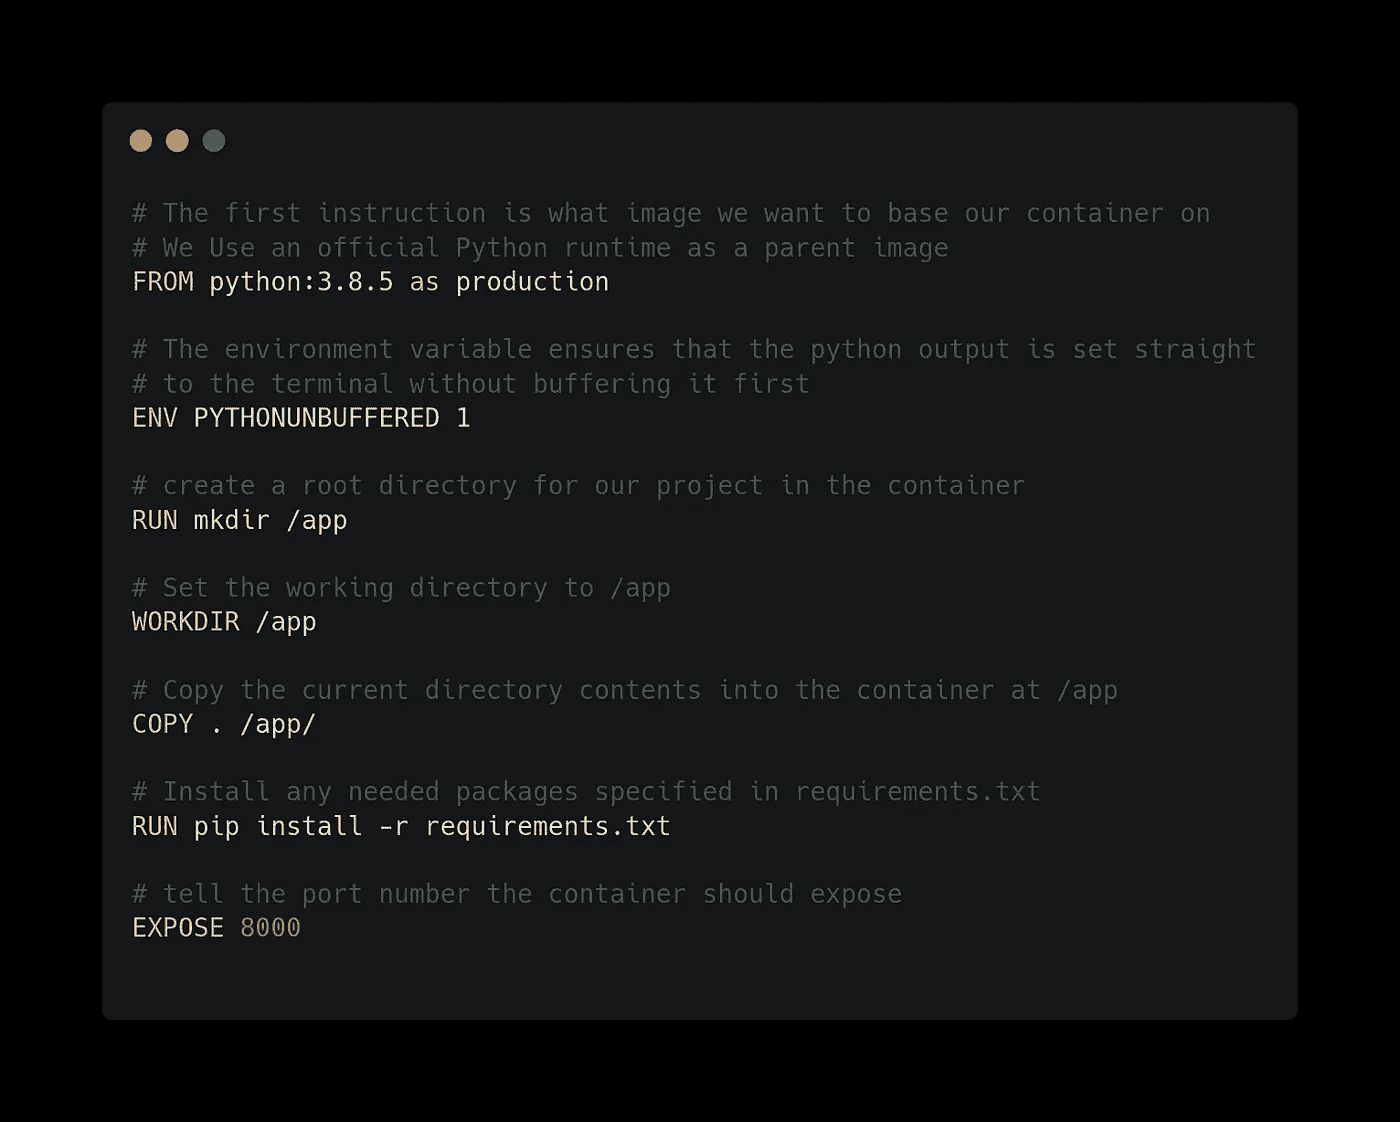 # The first instruction is what image we want to base our container on
# We Use an official Python runtime as a parent image
FROM python:3.8.5 as production
# The environment variable ensures that the python output is set straight
# to the terminal without buffering it first
ENV PYTHONUNBUFFERED 1
# create a root directory for our project in the container
RUN mkdir /app
# Set the working directory to /app
WORKDIR /app
# Copy the current directory contents into the container at /app
COPY . /app/
# Install any needed packages specified in requirements.txt
RUN pip install -r requirements.txt
# tell the port number the container should expose
EXPOSE 8000